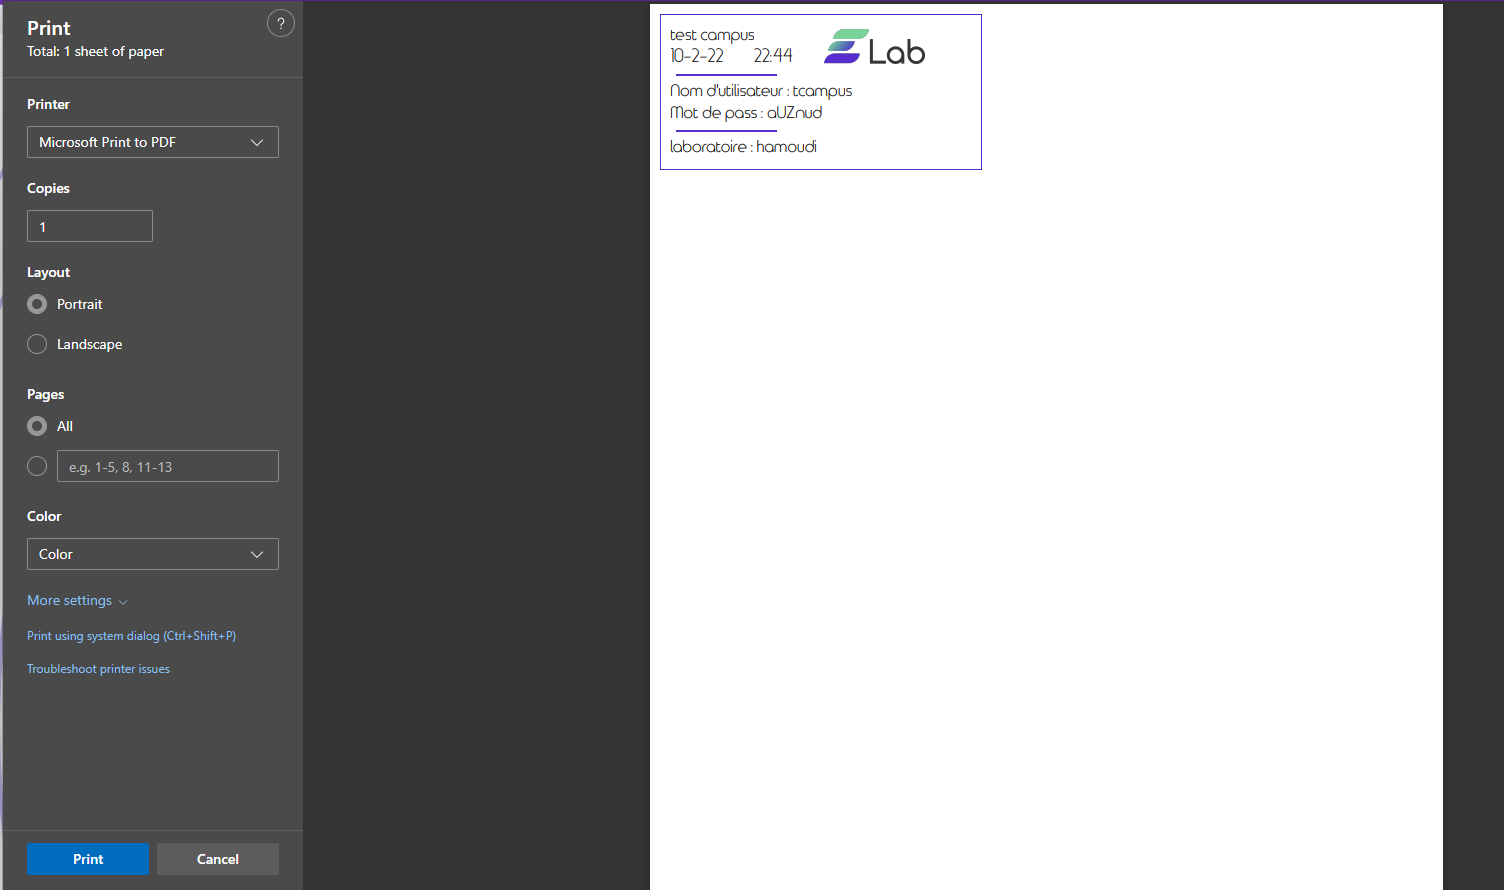 Print
?
Total: 1 sheet of paper
Printer
Microsoft Print to PDF
Copies
1
Layout
Portrait
Landscape
Pages
All
e.g. 1-5, 8, 11-13
Color
Color
More settings
Print using system dialog (Ctrl+Shift+P)
Troubleshoot printer issues
Print Cancel
test campus
10-2-22 22:44
Lab
Nom d'utilisateur : tcampus
Mot de pass : aUZnud
laboratoire : hamoudi